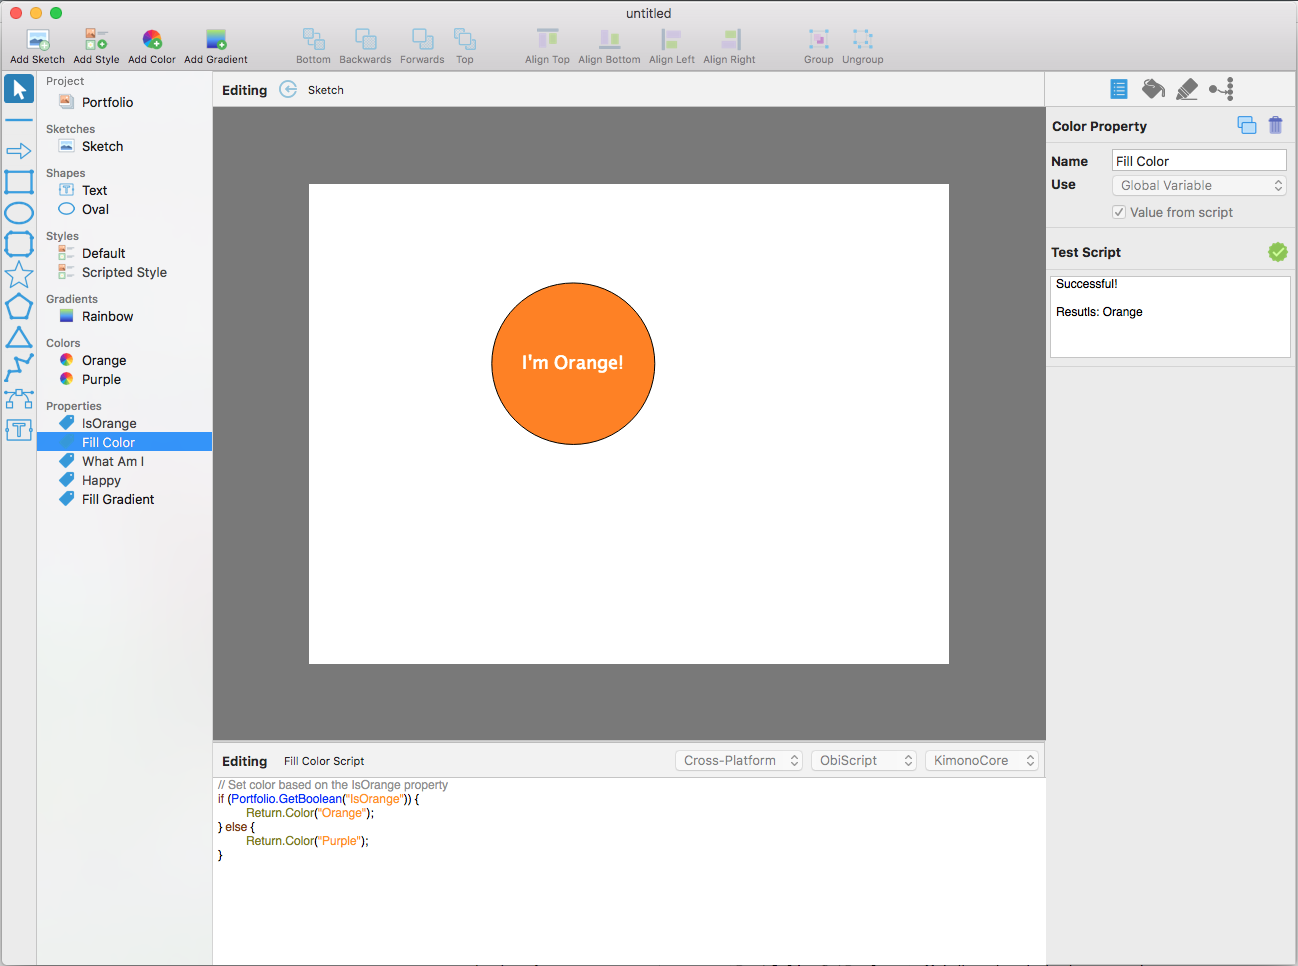 untitled
Add Sketch Add Style Add Color Add Gradient Bottom Backwards Forwards Top Align Top Align Bottom Align Left Align Right Group Ungroup
Project
Portfolio
Sketches
Sketch
Shapes
Text
Oval
Styles
Default
Scripted Style
Gradients
Rainbow
Colors
Orange
Purple
Properties
IsOrange
Fill Color
What Am I
Happy
Fill Gradient
Editing Sketch
I'm Orange!
Editing Fill Color Script Cross-Platform ObiScript KimonoCore
// Set color based on the IsOrange property
if (Portfolio.GetBoolean("IsOrange")) {
Return.Color("Orange");
} else {
Return.Color("Purple");
}
Color Property
Name Fill Color
Use Global Variable
Value from script
Test Script
Successful!
Resutls: Orange